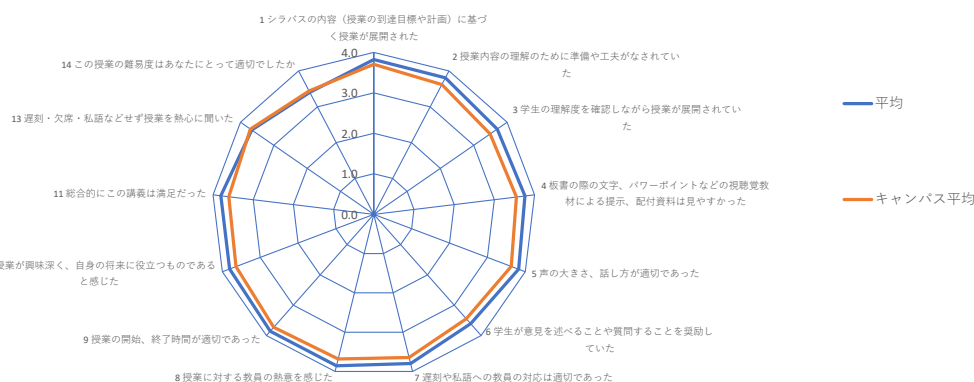 1 シラバスの内容（授業の到達目標や計画）に基づ
く授業が展開された
2 授業内容の理解のために準備や工夫がなされてい
た
3 学生の理解度を確認しながら授業が展開されてい
た
4 板書の際の文字、パワーポイントなどの視聴覚教
材による提示、配付資料は見やすかった
5 声の大きさ、話し方が適切であった
6 学生が意見を述べることや質問することを奨励し
ていた
7 遅刻や私語への教員の対応は適切であった
8 授業に対する教員の熱意を感じた
9 授業の開始、終了時間が適切であった
授業が興味深く、自身の将来に役立つものである
と感じた
11 総合的にこの講義は満足だった
13 遅刻・欠席・私語などせず授業を熱心に聞いた
14 この授業の難易度はあなたにとって適切でしたか
4.0
3.0
2.0
1.0
0.0
平均
キャンパス平均